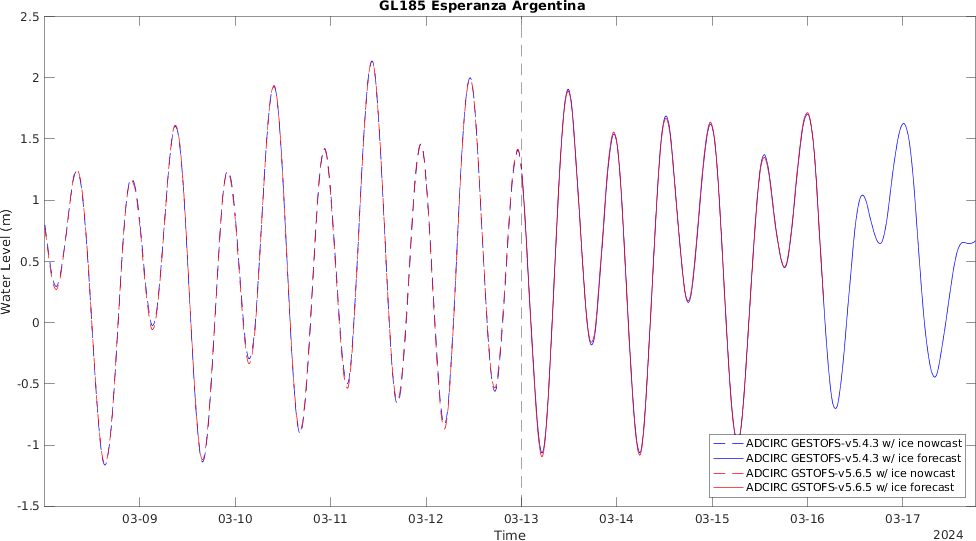 GL185 Esperanza Argentina
2.5
2
1.5
1
0.5
0
-0.5
-1
-1.5
Water Level (m)
03-09 03-10 03-11 03-12 03-13 03-14 03-15 03-16 03-17
Time
2024
ADCIRC GESTOFS-v5.4.3 w/ ice nowcast
ADCIRC GESTOFS-v5.4.3 w/ ice forecast
ADCIRC GSTOFS-v5.6.5 w/ ice nowcast
ADCIRC GSTOFS-v5.6.5 w/ ice forecast